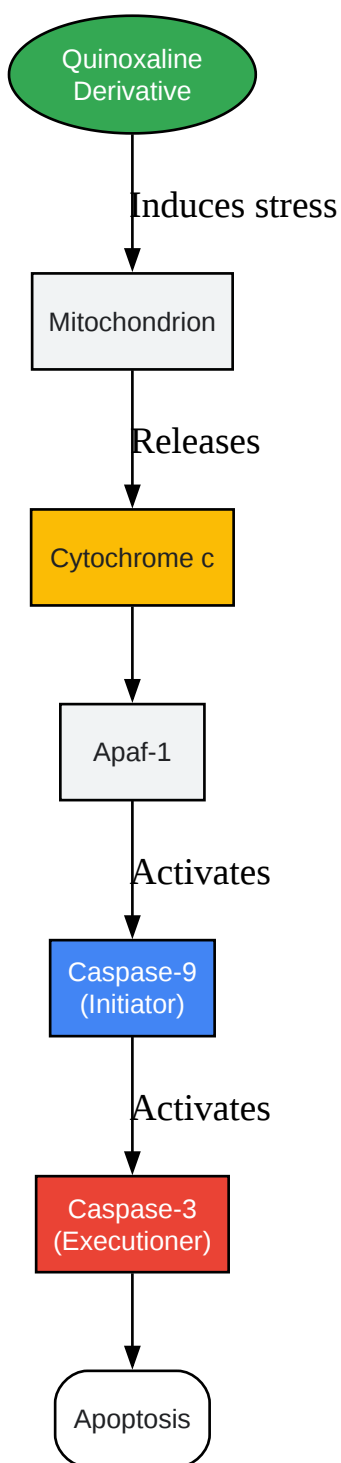 Quinoxaline
Derivative
Induces stress
Mitochondrion
Releases
Cytochrome c
Apaf-1
Activates
Caspase-9
(Initiator)
Activates
Caspase-3
(Executioner)
Apoptosis